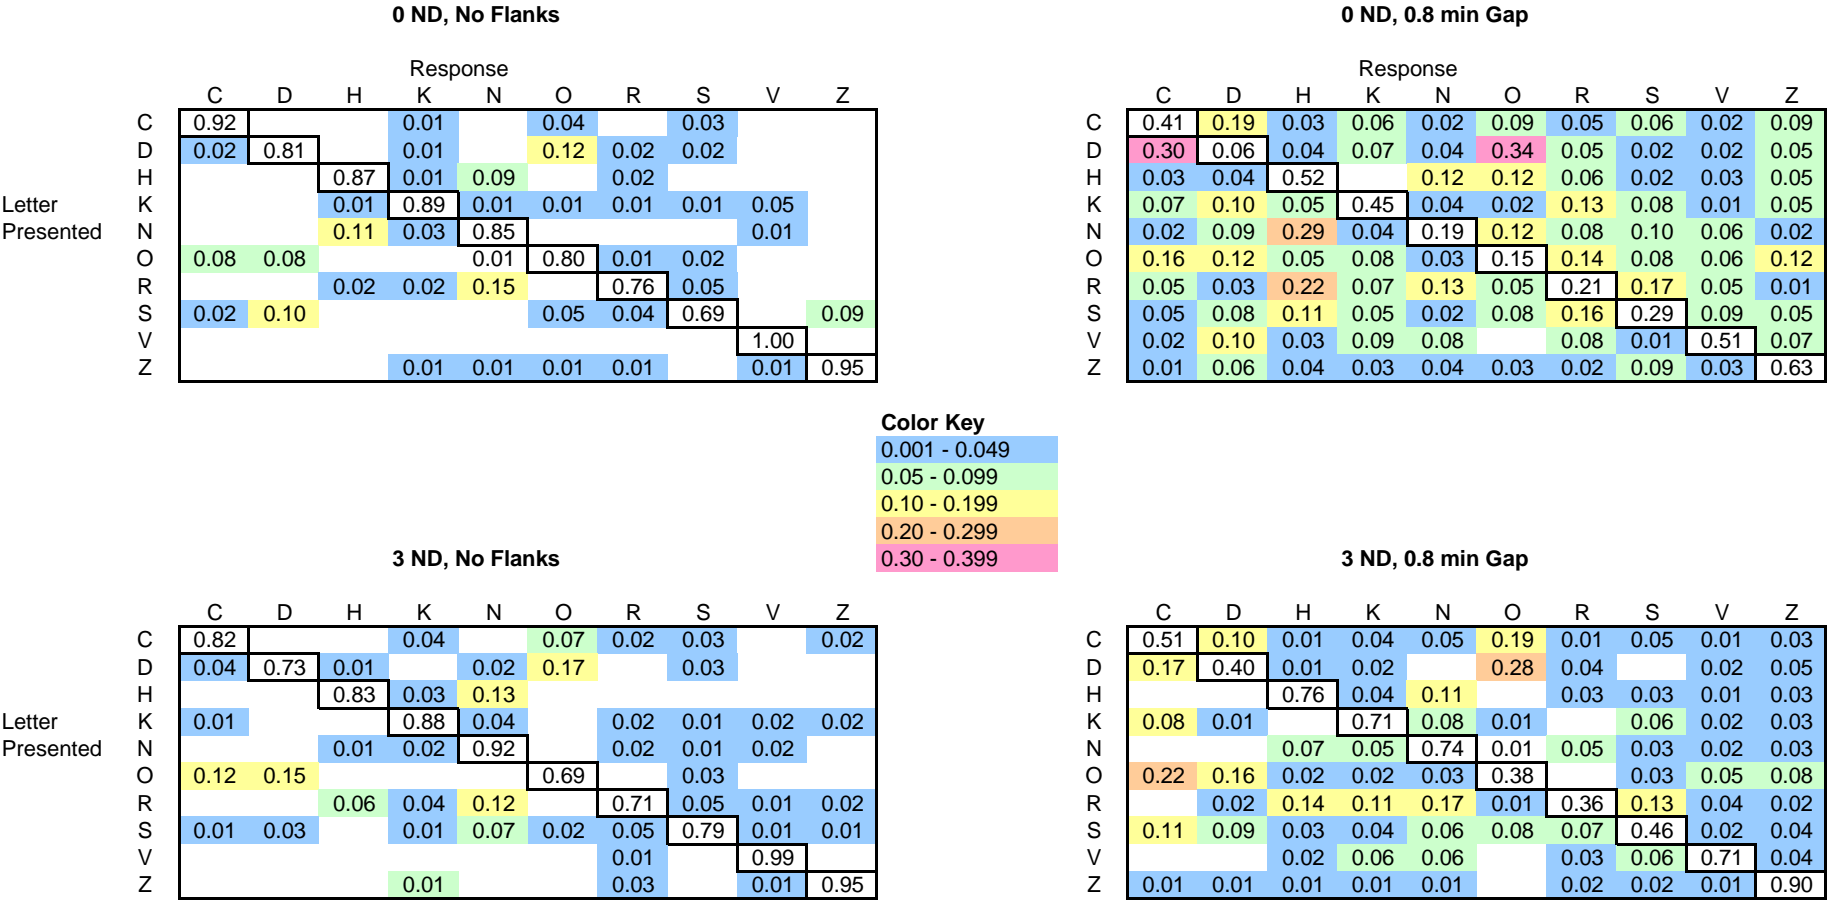 0 ND, No Flanks 0 ND, 0.8 min Gap
Response Response
C D H K N O R S V Z C D H K N O R S V Z
C 0.92 0.01 0.04 0.03 C 0.41 0.19 0.03 0.06 0.02 0.09 0.05 0.06 0.02 0.09
D 0.02 0.81 0.01 0.12 0.02 0.02 D 0.30 0.06 0.04 0.07 0.04 0.34 0.05 0.02 0.02 0.05
H 0.87 0.01 0.09 0.02 H 0.03 0.04 0.52 0.12 0.12 0.06 0.02 0.03 0.05
Letter K 0.01 0.89 0.01 0.01 0.01 0.01 0.05 K 0.07 0.10 0.05 0.45 0.04 0.02 0.13 0.08 0.01 0.05
Presented N 0.11 0.03 0.85 0.01 N 0.02 0.09 0.29 0.04 0.19 0.12 0.08 0.10 0.06 0.02
O 0.08 0.08 0.01 0.80 0.01 0.02 O 0.16 0.12 0.05 0.08 0.03 0.15 0.14 0.08 0.06 0.12
R 0.02 0.02 0.15 0.76 0.05 R 0.05 0.03 0.22 0.07 0.13 0.05 0.21 0.17 0.05 0.01
S 0.02 0.10 0.05 0.04 0.69 0.09 S 0.05 0.08 0.11 0.05 0.02 0.08 0.16 0.29 0.09 0.05
V 1.00 V 0.02 0.10 0.03 0.09 0.08 0.08 0.01 0.51 0.07
Z 0.01 0.01 0.01 0.01 0.01 0.95 Z 0.01 0.06 0.04 0.03 0.04 0.03 0.02 0.09 0.03 0.63
Color Key
0.001 - 0.049
0.05 - 0.099
0.10 - 0.199
0.20 - 0.299
0.30 - 0.399
3 ND, No Flanks 3 ND, 0.8 min Gap
C D H K N O R S V Z C D H K N O R S V Z
C 0.82 0.04 0.07 0.02 0.03 0.02 C 0.51 0.10 0.01 0.04 0.05 0.19 0.01 0.05 0.01 0.03
D 0.04 0.73 0.01 0.02 0.17 0.03 D 0.17 0.40 0.01 0.02 0.28 0.04 0.02 0.05
H 0.83 0.03 0.13 H 0.76 0.04 0.11 0.03 0.03 0.01 0.03
Letter K 0.01 0.88 0.04 0.02 0.01 0.02 0.02 K 0.08 0.01 0.71 0.08 0.01 0.06 0.02 0.03
Presented N 0.01 0.02 0.92 0.02 0.01 0.02 N 0.07 0.05 0.74 0.01 0.05 0.03 0.02 0.03
O 0.12 0.15 0.69 0.03 O 0.22 0.16 0.02 0.02 0.03 0.38 0.03 0.05 0.08
R 0.06 0.04 0.12 0.71 0.05 0.01 0.02 R 0.02 0.14 0.11 0.17 0.01 0.36 0.13 0.04 0.02
S 0.01 0.03 0.01 0.07 0.02 0.05 0.79 0.01 0.01 S 0.11 0.09 0.03 0.04 0.06 0.08 0.07 0.46 0.02 0.04
V 0.01 0.99 V 0.02 0.06 0.06 0.03 0.06 0.71 0.04
Z 0.01 0.03 0.01 0.95 Z 0.01 0.01 0.01 0.01 0.01 0.02 0.02 0.01 0.90